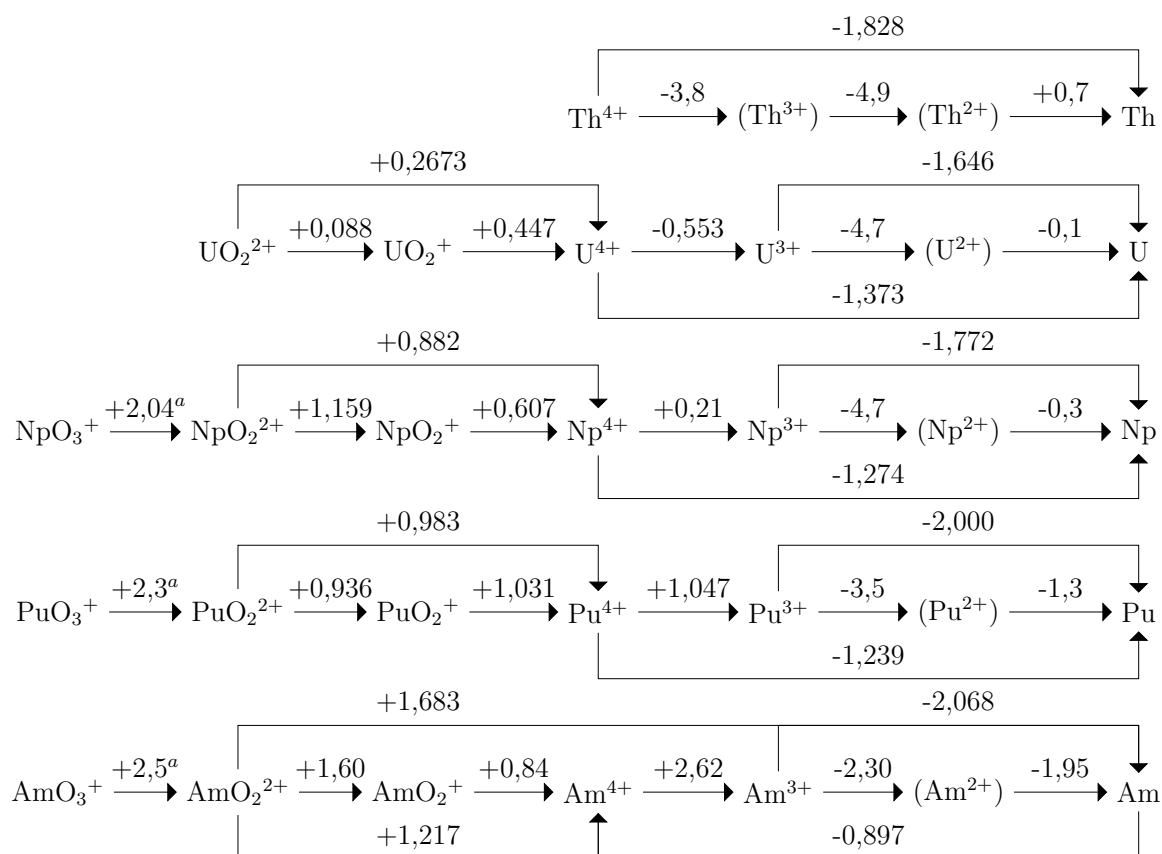 -1,828
-3,8 -4,9 +0,7
Th⁴⁺ (Th³⁺) (Th²⁺) Th
+0,2673 -1,646
+0,088 +0,447 -0,553 -4,7 -0,1
UO₂²⁺ UO₂⁺ U⁴⁺ U³⁺ (U²⁺) U
-1,373
+0,882 -1,772
+2,04ᵃ +1,159 +0,607 +0,21 -4,7 -0,3
NpO₃⁺ NpO₂²⁺ NpO₂⁺ Np⁴⁺ Np³⁺ (Np²⁺) Np
-1,274
+0,983 -2,000
+2,3ᵃ +0,936 +1,031 +1,047 -3,5 -1,3
PuO₃⁺ PuO₂²⁺ PuO₂⁺ Pu⁴⁺ Pu³⁺ (Pu²⁺) Pu
-1,239
+1,683 -2,068
+2,5ᵃ +1,60 +0,84 +2,62 -2,30 -1,95
AmO₃⁺ AmO₂²⁺ AmO₂⁺ Am⁴⁺ Am³⁺ (Am²⁺) Am
+1,217 -0,897